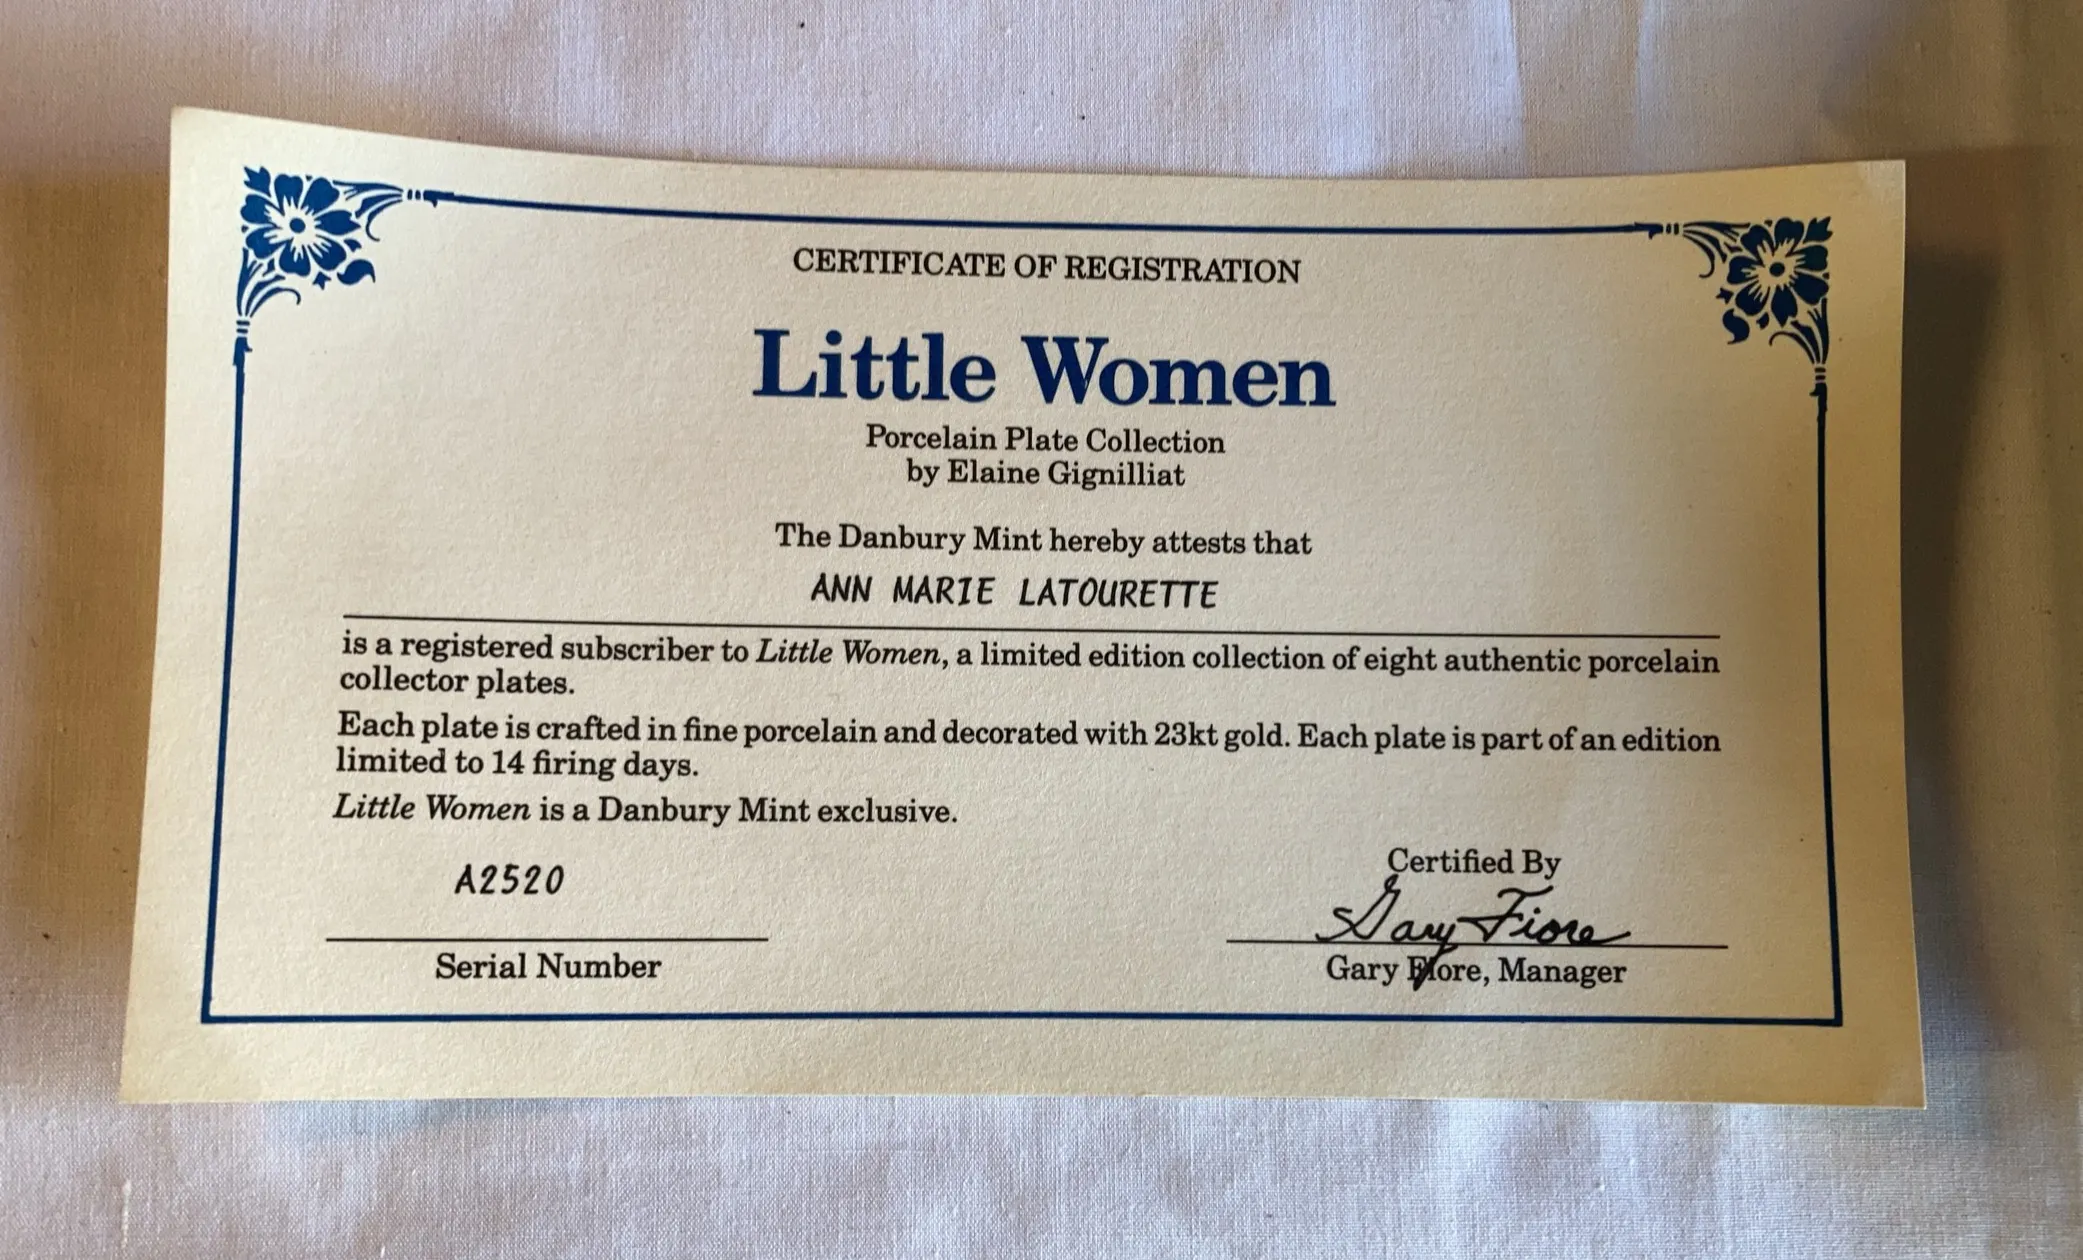 CERTIFICATE OF REGISTRATION
Little Women
Porcelain Plate Collection
by Elaine Gignilliat
The Danbury Mint hereby attests that
ANN MARIE LATOURETTE
is a registered subscriber to Little Women, a limited edition collection of eight authentic porcelain
collector plates.
Each plate is crafted in fine porcelain and decorated with 23kt gold. Each plate is part of an edition
limited to 14 firing days.
Little Women is a Danbury Mint exclusive.
A2520
Serial Number
Certified By
Gary Fiore
Gary Fiore, Manager